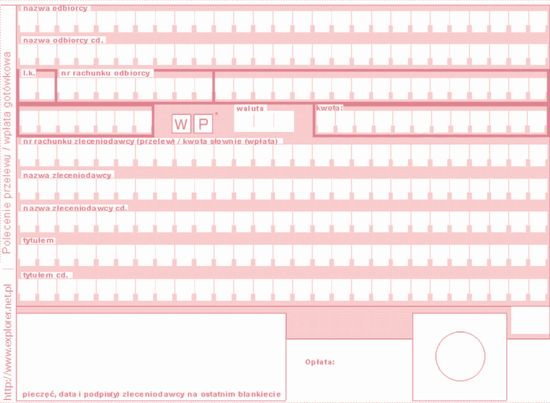 nazwa odbiorcy
nazwa odbiorcy cd.
l.k.
nr rachunku odbiorcy
W P *
waluta
kwota:
nr rachunku zleceniodawcy (przelew) / kwota słownie (wpłata)
nazwa zleceniodawcy
nazwa zleceniodawcy cd.
tytułem
tytułem cd.
Opłata:
pieczęć, data i podpis(y) zleceniodawcy na ostatnim blankiecie
Polecenie przelewu / wpłata gotówkowa
http://www.explorer.net.pl